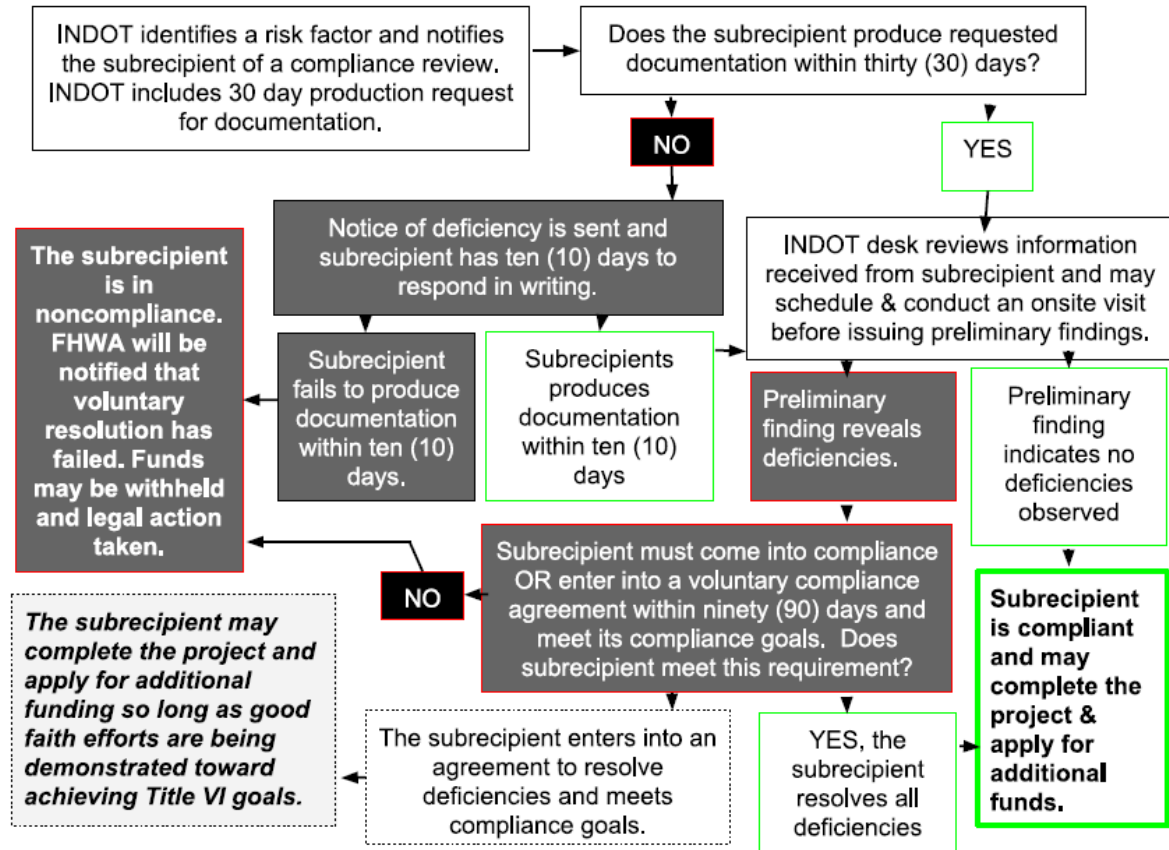 INDOT identifies a risk factor and notifies
the subrecipient of a compliance review.
INDOT includes 30 day production request
for documentation.
Does the subrecipient produce requested
documentation within thirty (30) days?
NO
YES
Notice of deficiency is sent and
subrecipient has ten (10) days to
respond in writing.
INDOT desk reviews information
received from subrecipient and may
schedule & conduct an onsite visit
before issuing preliminary findings.
The subrecipient
is in
noncompliance.
FHWA will be
notified that
voluntary
resolution has
failed. Funds
may be withheld
and legal action
taken.
Subrecipient
fails to produce
documentation
within ten (10)
days.
Subrecipients
produces
documentation
within ten (10)
days
Preliminary
finding reveals
deficiencies.
Preliminary
finding
indicates no
deficiencies
observed
Subrecipient must come into compliance
OR enter into a voluntary compliance
agreement within ninety (90) days and
meet its compliance goals. Does
subrecipient meet this requirement?
NO
Subrecipient
is compliant
and may
complete the
project &
apply for
additional
funds.
The subrecipient may
complete the project and
apply for additional
funding so long as good
faith efforts are being
demonstrated toward
achieving Title VI goals.
The subrecipient enters into an
agreement to resolve
deficiencies and meets
compliance goals.
YES, the
subrecipient
resolves all
deficiencies